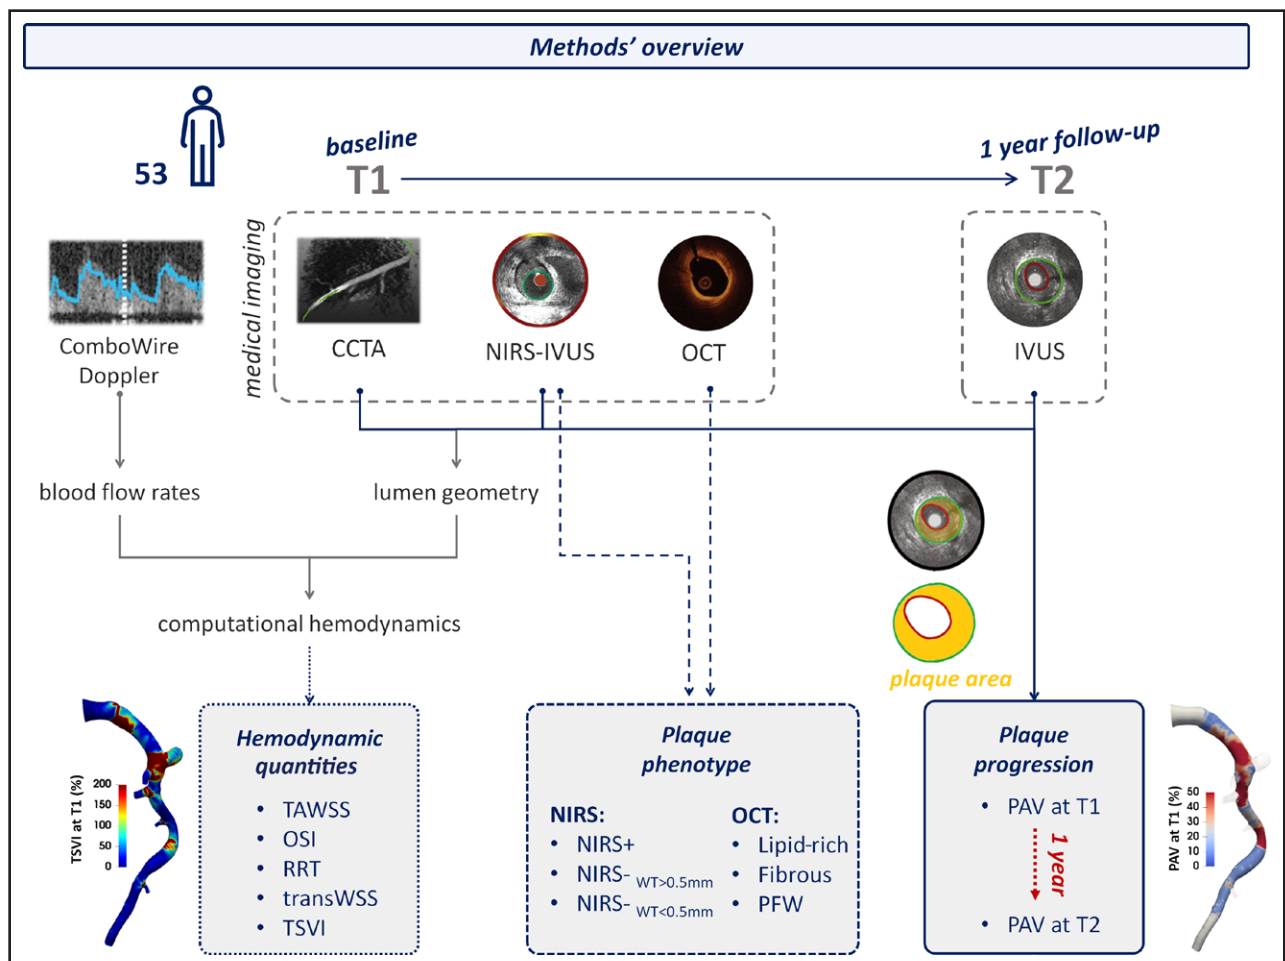 Methods' overview
53
baseline
T1
1 year follow-up
T2
medical imaging
ComboWire
Doppler
CCTA
NIRS-IVUS
OCT
IVUS
blood flow rates
lumen geometry
computational hemodynamics
plaque area
TSVI at T1 (%)
200
150
100
50
0
Hemodynamic
quantities
• TAWSS
• OSI
• RRT
• transWSS
• TSVI
Plaque
phenotype
NIRS:
• NIRS+
• NIRS- WT>0.5mm
• NIRS- WT<0.5mm
OCT:
• Lipid-rich
• Fibrous
• PFW
Plaque
progression
• PAV at T1
1 year
• PAV at T2
PAV at T1 (%)
50
40
30
20
10
0